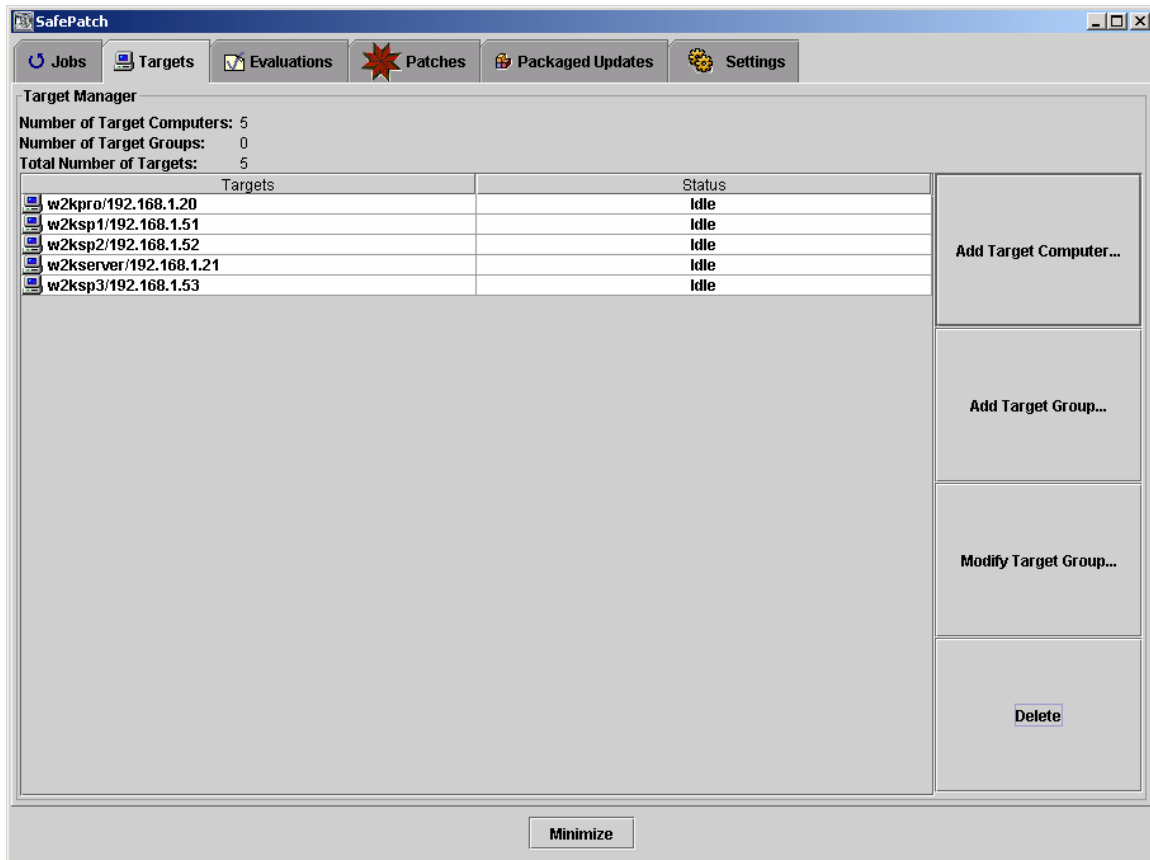 SafePatch
Jobs Targets Evaluations Patches Packaged Updates Settings
Target Manager
Number of Target Computers: 5
Number of Target Groups: 0
Total Number of Targets: 5
Targets Status
w2kpro/192.168.1.20 Idle
w2ksp1/192.168.1.51 Idle
w2ksp2/192.168.1.52 Idle
w2kserver/192.168.1.21 Idle
w2ksp3/192.168.1.53 Idle
Add Target Computer...
Add Target Group...
Modify Target Group...
Delete
Minimize